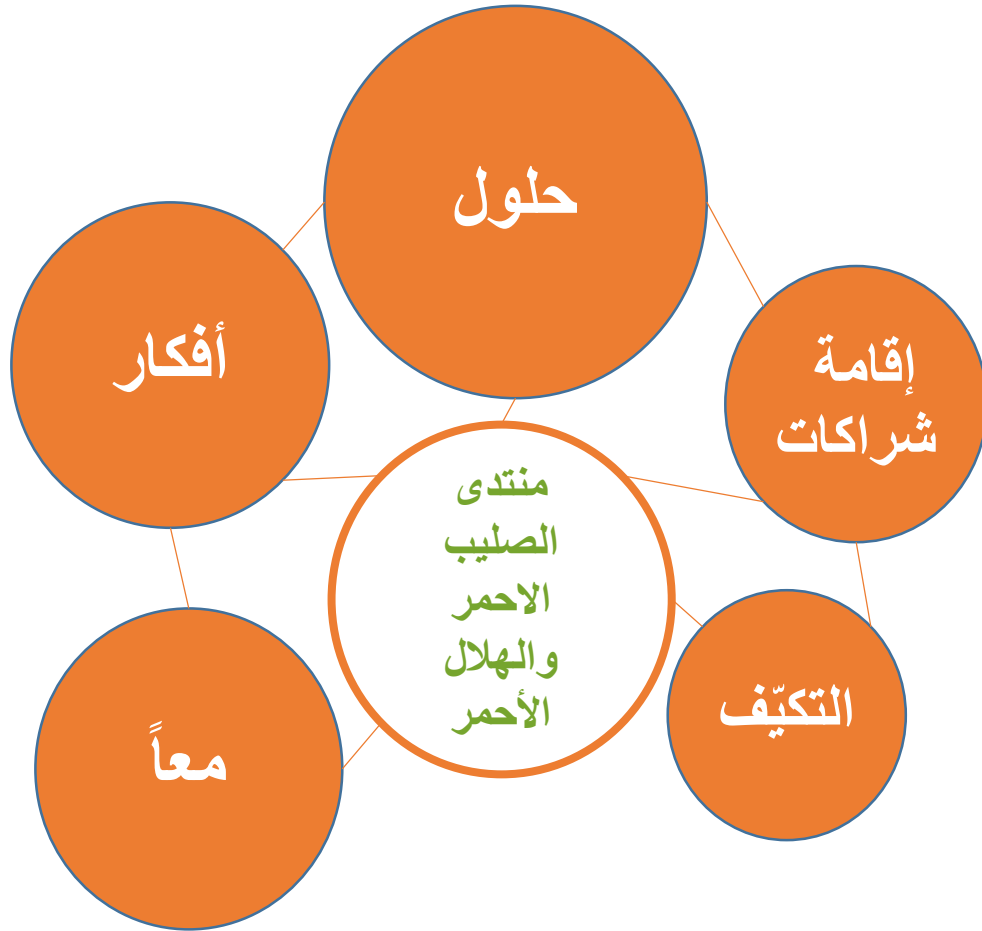 حلول
أفكار
إقامة
شراكات
منتدى
الصليب
الاحمر
والهلال
الأحمر
التكيّف
معاً